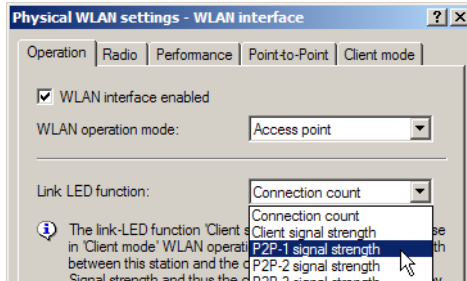 Physical WLAN settings - WLAN interface
Operation Radio Performance Point-to-Point Client mode
WLAN interface enabled
WLAN operation mode: Access point
Link LED function: Connection count
Connection count
Client signal strength
P2P-1 signal strength
P2P-2 signal strength
The link-LED function 'Client s
in 'Client mode' WLAN operati
between this station and the
Signal strength and thus the